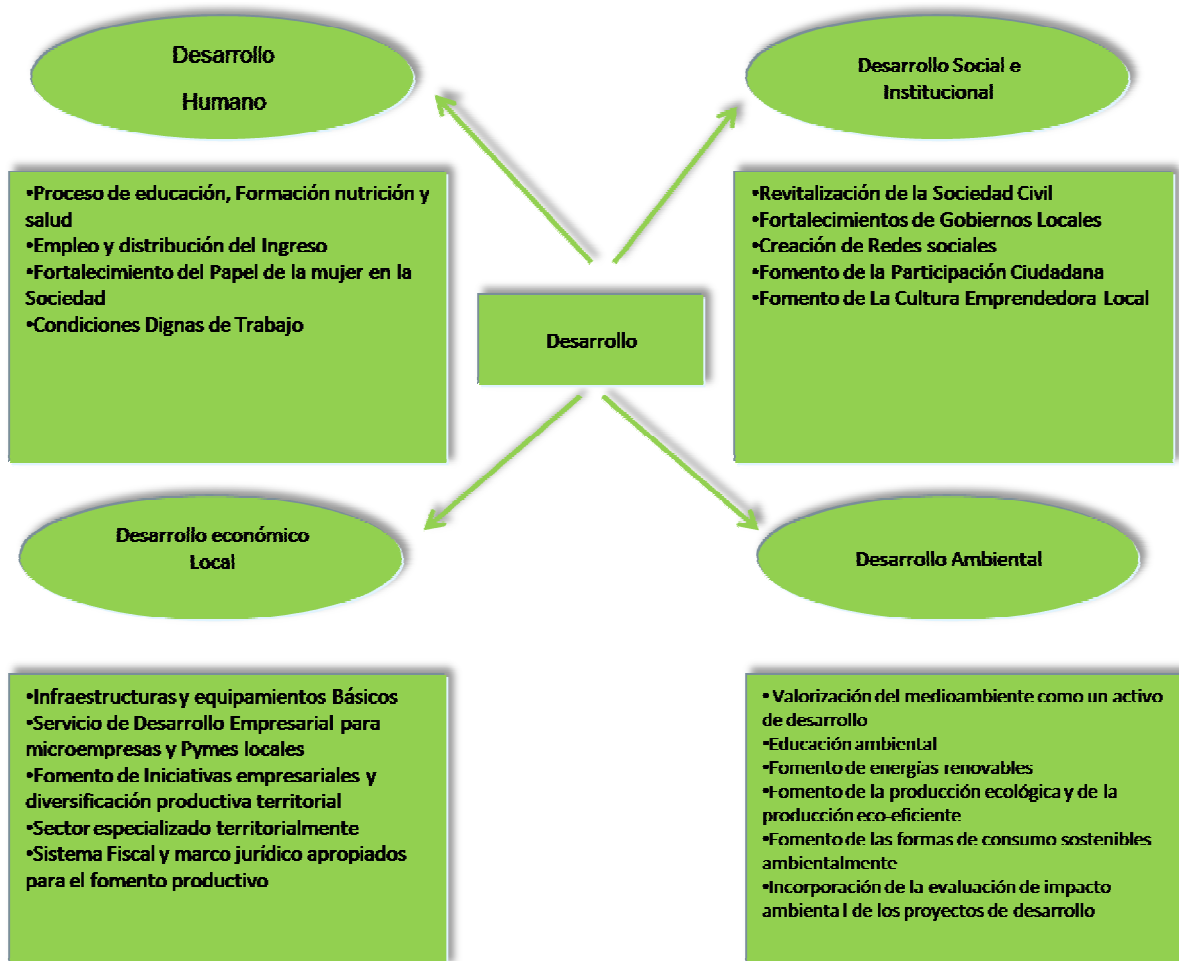 Desarrollo
Humano
•Proceso de educación, Formación nutrición y
salud
•Empleo y distribución del Ingreso
•Fortalecimiento del Papel de la mujer en la
Sociedad
•Condiciones Dignas de Trabajo
Desarrollo Social e
Institucional
•Revitalización de la Sociedad Civil
•Fortalecimientos de Gobiernos Locales
•Creación de Redes sociales
•Fomento de la Participación Ciudadana
•Fomento de La Cultura Emprendedora Local
Desarrollo
Desarrollo económico
Local
•Infraestructuras y equipamientos Básicos
•Servicio de Desarrollo Empresarial para
microempresas y Pymes locales
•Fomento de Iniciativas empresariales y
diversificación productiva territorial
•Sector especializado territorialmente
•Sistema Fiscal y marco jurídico apropiados
para el fomento productivo
Desarrollo Ambiental
• Valorización del medioambiente como un activo
de desarrollo
•Educación ambiental
•Fomento de energías renovables
•Fomento de la producción ecológica y de la
producción eco-eficiente
•Fomento de las formas de consumo sostenibles
ambientalmente
•Incorporación de la evaluación de impacto
ambienta l de los proyectos de desarrollo